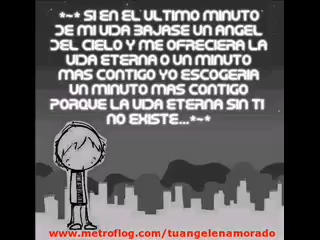 *~* SI EN EL ULTIMO MINUTO
DE MI VIDA BAJASE UN ANGEL
DEL CIELO Y ME OFRECIERA LA
VIDA ETERNA O UN MINUTO
MAS CONTIGO YO ESCOGERIA
UN MINUTO MAS CONTIGO
PORQUE LA VIDA ETERNA SIN TI
NO EXISTE...*~*
www.metroflog.com/tuangelenamorado